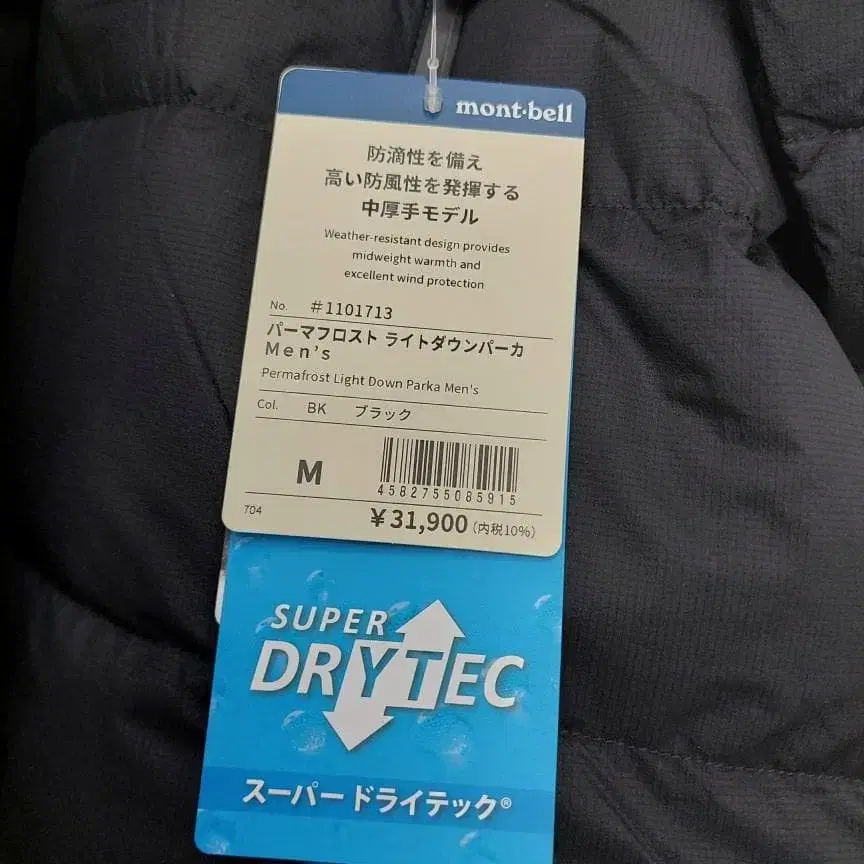 mont·bell
防滴性を備え
高い防風性を発揮する
中厚手モデル
Weather-resistant design provides
midweight warmth and
excellent wind protection
No. #1101713
パーマフロスト ライトダウンパーカ
Men's
Permafrost Light Down Parka Men's
Col. BK ブラック
M
4582755085915
704
¥31,900(内税10%)
SUPER
DRYTEC
スーパー ドライテック®